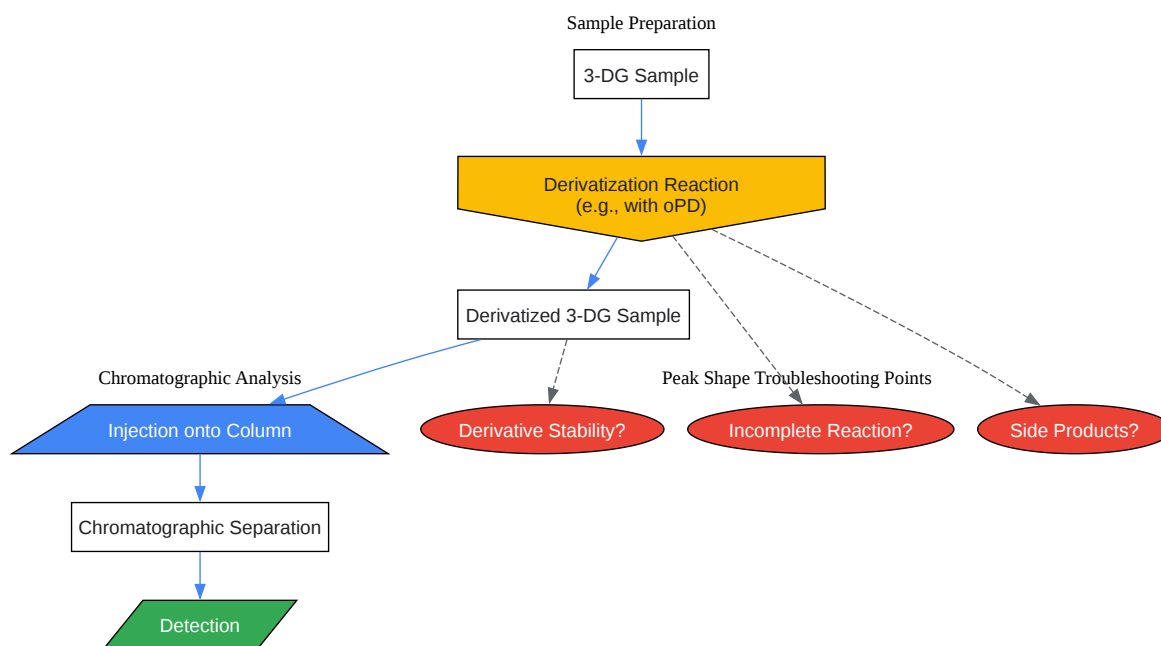 Sample Preparation
3-DG Sample
Derivatization Reaction
(e.g., with oPD)
Derivatized 3-DG Sample
Chromatographic Analysis
Peak Shape Troubleshooting Points
Injection onto Column
Derivative Stability?
Incomplete Reaction?
Side Products?
Chromatographic Separation
Detection